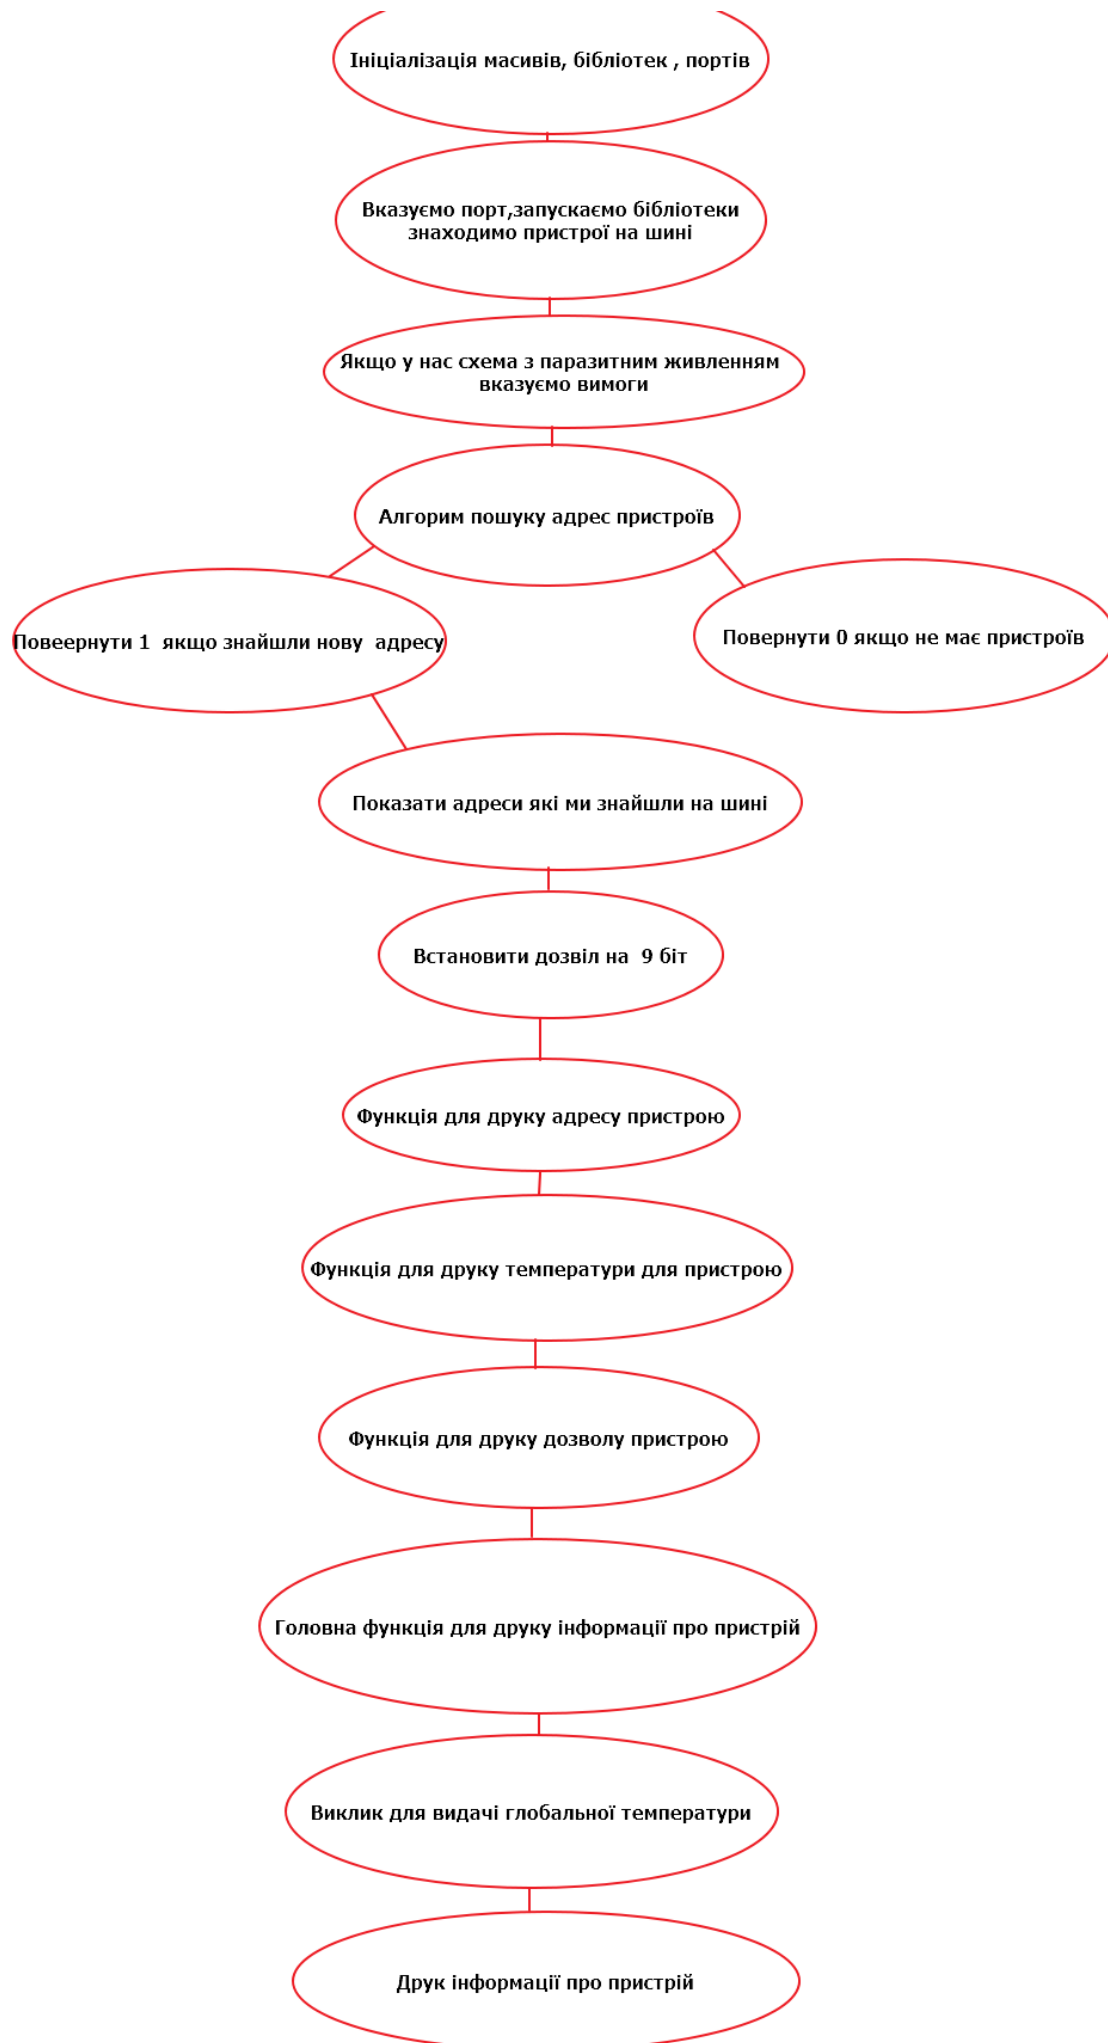 Ініціалізація масивів, бібліотек , портів
Вказуємо порт,запускаємо бібліотеки
знаходимо пристрої на шині
Якщо у нас схема з паразитним живленням
вказуємо вимоги
Алгорим пошуку адрес пристроїв
Повеернути 1  якщо знайшли нову  адресу
Повернути 0 якщо не має пристроїв
Показати адреси які ми знайшли на шині
Встановити дозвіл на  9 біт
Функція для друку адресу пристрою
Функція для друку температури для пристрою
Функція для друку дозволу пристрою
Головна функція для друку інформації про пристрій
Виклик для видачі глобальної температури
Друк інформації про пристрій